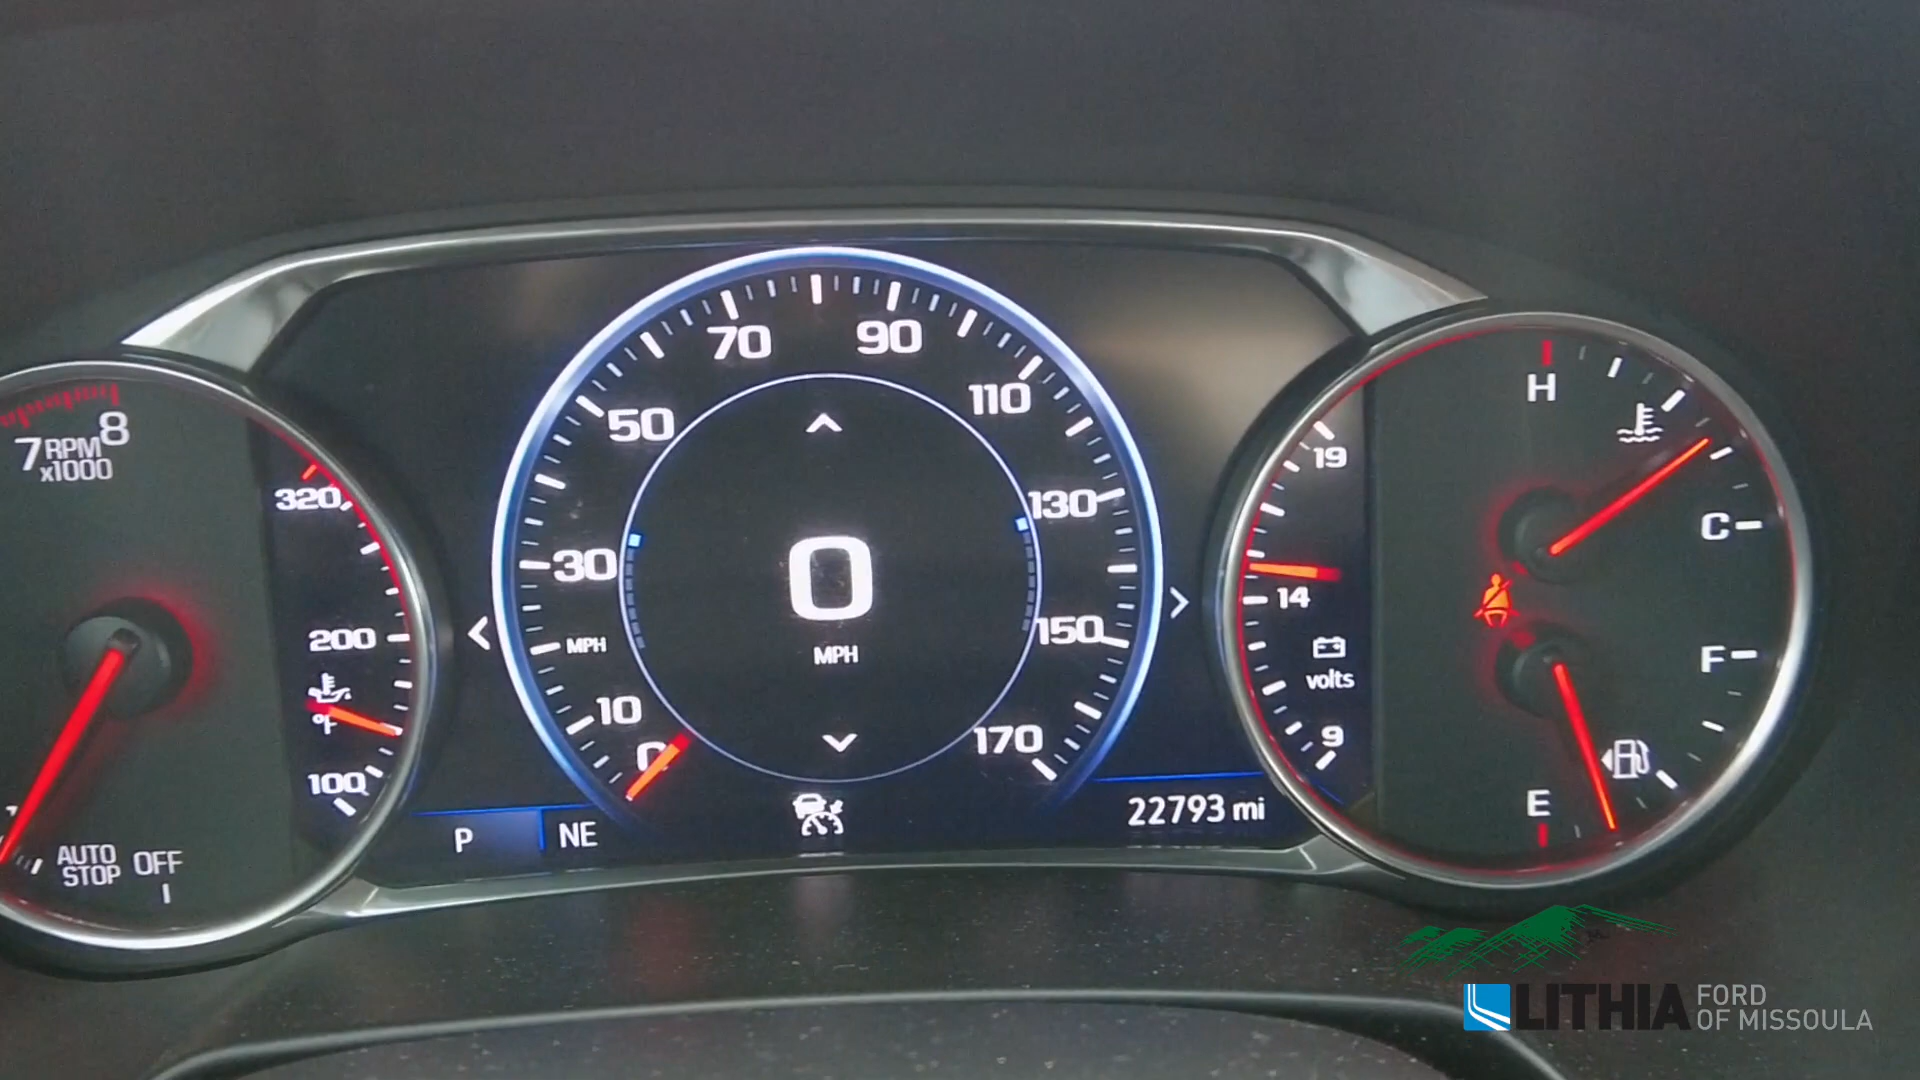 7
RPM
8
x1000
AUTO
STOP
OFF
320
200
°F
100
70
90
50
110
30
130
MPH
150
10
170
0
0
MPH
P
NE
22793 mi
19
14
volts
9
H
C
F
E
LITHIA
FORD
OF MISSOULA